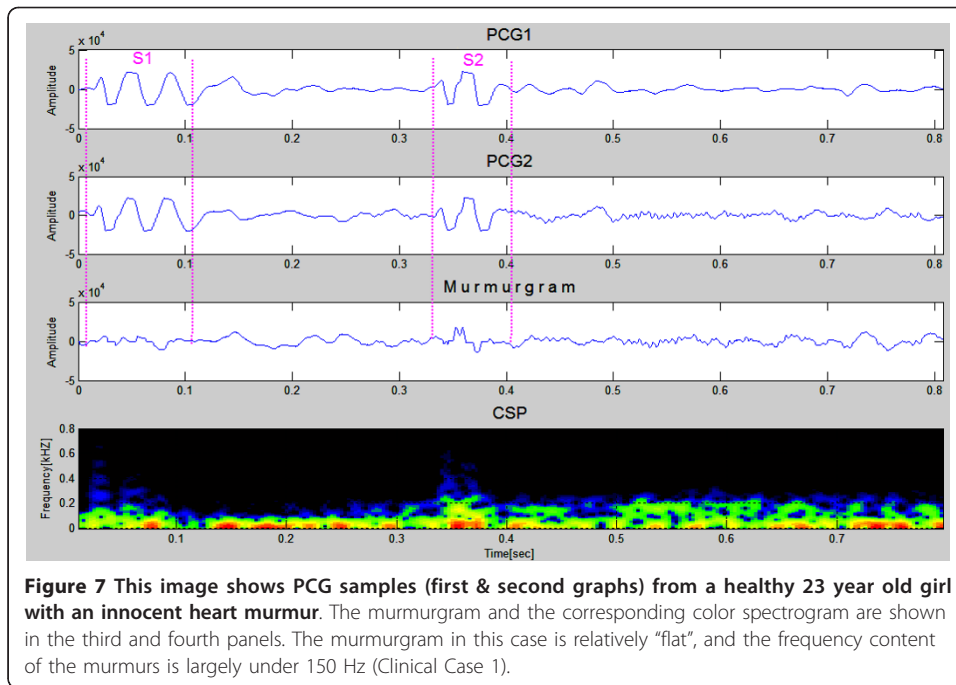 PCG1
x 10⁴
5
0
-5
Amplitude
S1
S2
0 0.1 0.2 0.3 0.4 0.5 0.6 0.7 0.8
PCG2
x 10⁴
5
0
-5
Amplitude
0 0.1 0.2 0.3 0.4 0.5 0.6 0.7 0.8
Murmurgram
x 10⁴
5
0
-5
Amplitude
0 0.1 0.2 0.3 0.4 0.5 0.6 0.7 0.8
CSP
0.8
0.6
0.4
0.2
0
Frequency[kHZ]
0 0.1 0.2 0.3 0.4 0.5 0.6 0.7
Time[sec]
Figure 7 This image shows PCG samples (first & second graphs) from a healthy 23 year old girl
with an innocent heart murmur. The murmurgram and the corresponding color spectrogram are shown
in the third and fourth panels. The murmurgram in this case is relatively “flat”, and the frequency content
of the murmurs is largely under 150 Hz (Clinical Case 1).